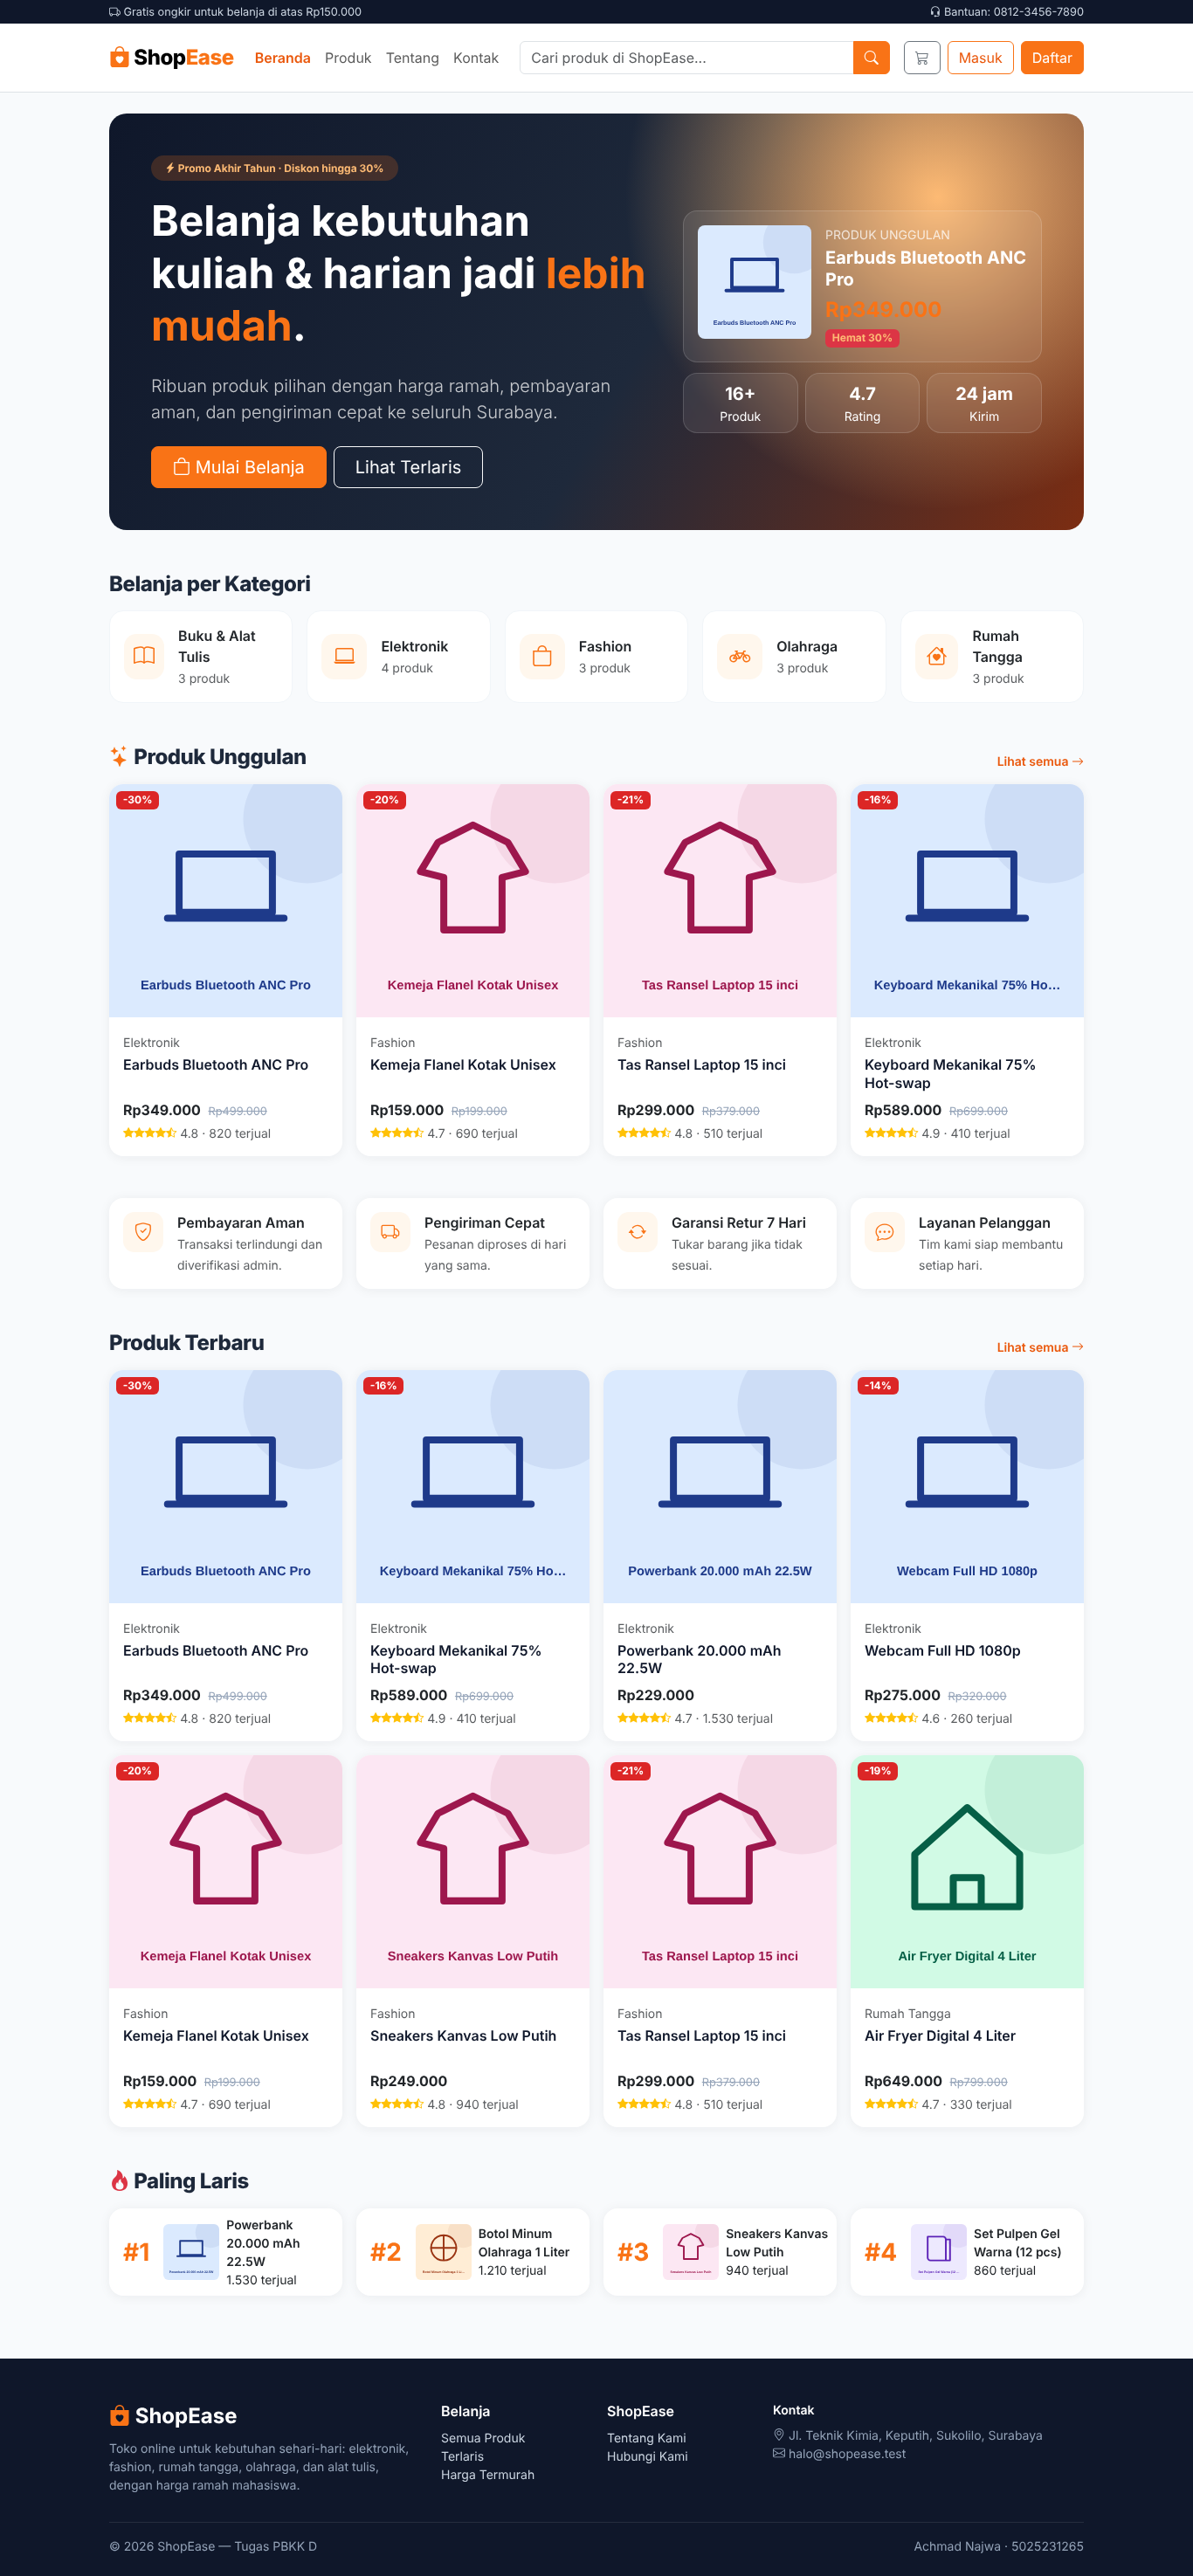 Gratis ongkir untuk belanja di atas Rp150.000
Bantuan: 0812-3456-7890
ShopEase
Beranda
Produk
Tentang
Kontak
Cari produk di ShopEase...
Masuk
Daftar
Promo Akhir Tahun · Diskon hingga 30%
Belanja kebutuhan
kuliah & harian jadi lebih
mudah.
Ribuan produk pilihan dengan harga ramah, pembayaran
aman, dan pengiriman cepat ke seluruh Surabaya.
Mulai Belanja
Lihat Terlaris
Earbuds Bluetooth ANC Pro
PRODUK UNGGULAN
Earbuds Bluetooth ANC
Pro
Rp349.000
Hemat 30%
16+
Produk
4.7
Rating
24 jam
Kirim
Belanja per Kategori
Buku & Alat
Tulis
3 produk
Elektronik
4 produk
Fashion
3 produk
Olahraga
3 produk
Rumah
Tangga
3 produk
Produk Unggulan
Lihat semua
-30%
Earbuds Bluetooth ANC Pro
Elektronik
Earbuds Bluetooth ANC Pro
Rp349.000 Rp499.000
4.8 · 820 terjual
-20%
Kemeja Flanel Kotak Unisex
Fashion
Kemeja Flanel Kotak Unisex
Rp159.000 Rp199.000
4.7 · 690 terjual
-21%
Tas Ransel Laptop 15 inci
Fashion
Tas Ransel Laptop 15 inci
Rp299.000 Rp379.000
4.8 · 510 terjual
-16%
Keyboard Mekanikal 75% Ho...
Elektronik
Keyboard Mekanikal 75%
Hot-swap
Rp589.000 Rp699.000
4.9 · 410 terjual
Pembayaran Aman
Transaksi terlindungi dan
diverifikasi admin.
Pengiriman Cepat
Pesanan diproses di hari
yang sama.
Garansi Retur 7 Hari
Tukar barang jika tidak
sesuai.
Layanan Pelanggan
Tim kami siap membantu
setiap hari.
Produk Terbaru
Lihat semua
-30%
Earbuds Bluetooth ANC Pro
Elektronik
Earbuds Bluetooth ANC Pro
Rp349.000 Rp499.000
4.8 · 820 terjual
-16%
Keyboard Mekanikal 75% Ho...
Elektronik
Keyboard Mekanikal 75%
Hot-swap
Rp589.000 Rp699.000
4.9 · 410 terjual
Powerbank 20.000 mAh 22.5W
Elektronik
Powerbank 20.000 mAh
22.5W
Rp229.000
4.7 · 1.530 terjual
-14%
Webcam Full HD 1080p
Elektronik
Webcam Full HD 1080p
Rp275.000 Rp320.000
4.6 · 260 terjual
-20%
Kemeja Flanel Kotak Unisex
Fashion
Kemeja Flanel Kotak Unisex
Rp159.000 Rp199.000
4.7 · 690 terjual
Sneakers Kanvas Low Putih
Fashion
Sneakers Kanvas Low Putih
Rp249.000
4.8 · 940 terjual
-21%
Tas Ransel Laptop 15 inci
Fashion
Tas Ransel Laptop 15 inci
Rp299.000 Rp379.000
4.8 · 510 terjual
-19%
Air Fryer Digital 4 Liter
Rumah Tangga
Air Fryer Digital 4 Liter
Rp649.000 Rp799.000
4.7 · 330 terjual
Paling Laris
#1
Powerbank
20.000 mAh
22.5W
1.530 terjual
#2
Botol Minum
Olahraga 1 Liter
1.210 terjual
#3
Sneakers Kanvas
Low Putih
940 terjual
#4
Set Pulpen Gel
Warna (12 pcs)
860 terjual
ShopEase
Toko online untuk kebutuhan sehari-hari: elektronik,
fashion, rumah tangga, olahraga, dan alat tulis,
dengan harga ramah mahasiswa.
Belanja
Semua Produk
Terlaris
Harga Termurah
ShopEase
Tentang Kami
Hubungi Kami
Kontak
Jl. Teknik Kimia, Keputih, Sukolilo, Surabaya
halo@shopease.test
© 2026 ShopEase — Tugas PBKK D
Achmad Najwa · 5025231265